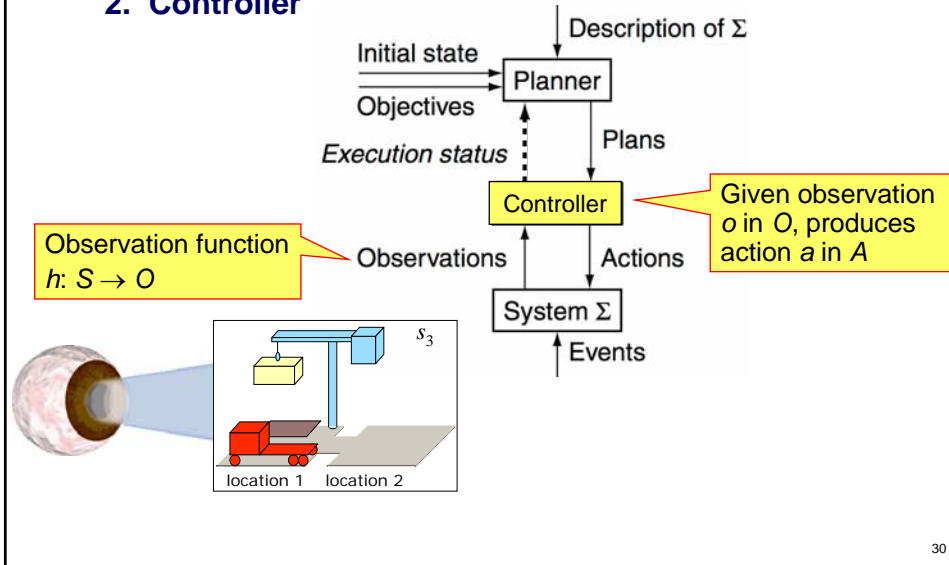 2. Controller
Description of Σ
Initial state
Planner
Objectives
Plans
Execution status
Controller
Given observation
o in O, produces
action a in A
Observation function
h: S → O
Observations
Actions
System Σ
Events
s₃
location 1 location 2
30